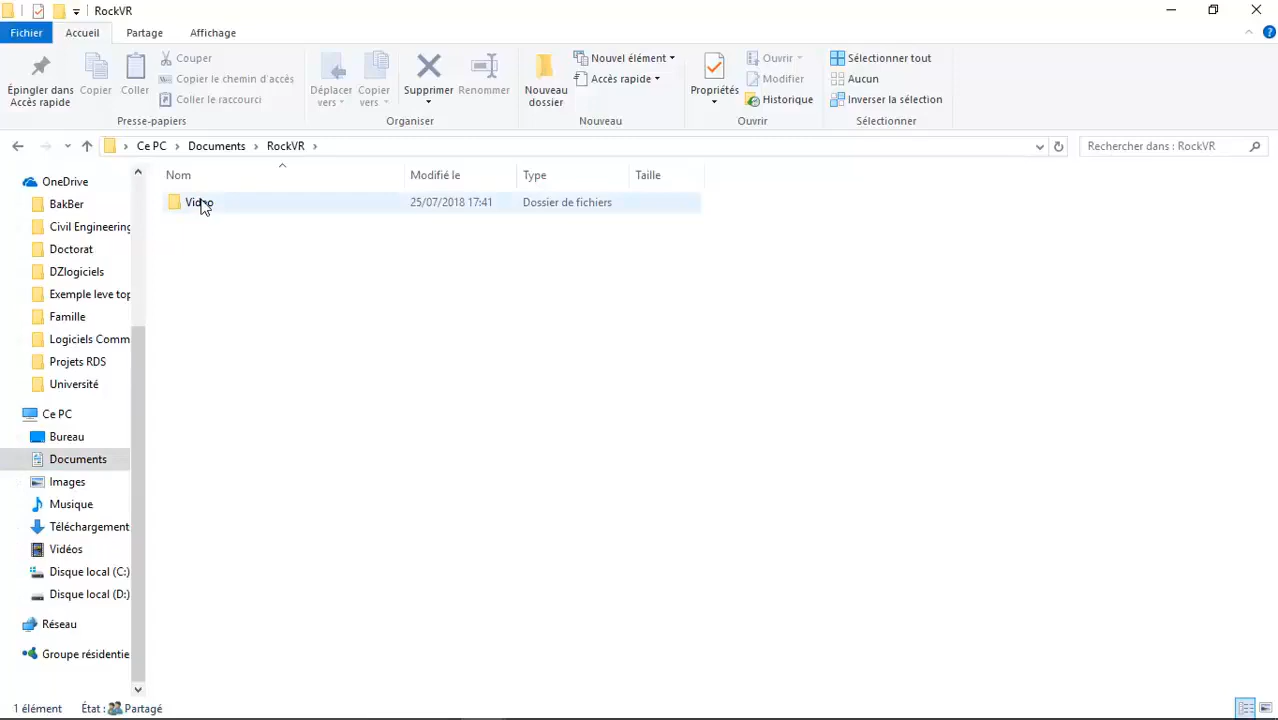 RockVR
Fichier Accueil Partage Affichage
Épingler dans Accès rapide
Copier
Coller
Couper
Copier le chemin d'accès
Coller le raccourci
Presse-papiers
Déplacer vers
Copier vers
Supprimer
Renommer
Organiser
Nouveau dossier
Nouvel élément
Accès rapide
Nouveau
Propriétés
Ouvrir
Modifier
Historique
Ouvrir
Sélectionner tout
Aucun
Inverser la sélection
Sélectionner
Ce PC Documents RockVR
Rechercher dans : RockVR
Nom Modifié le Type Taille
Video 25/07/2018 17:41 Dossier de fichiers
OneDrive
BakBer
Civil Engineering
Doctorat
DZlogiciels
Exemple leve top
Famille
Logiciels Comm
Projets RDS
Université
Ce PC
Bureau
Documents
Images
Musique
Téléchargement
Vidéos
Disque local (C:)
Disque local (D:)
Réseau
Groupe résidentie
1 élément État : Partagé